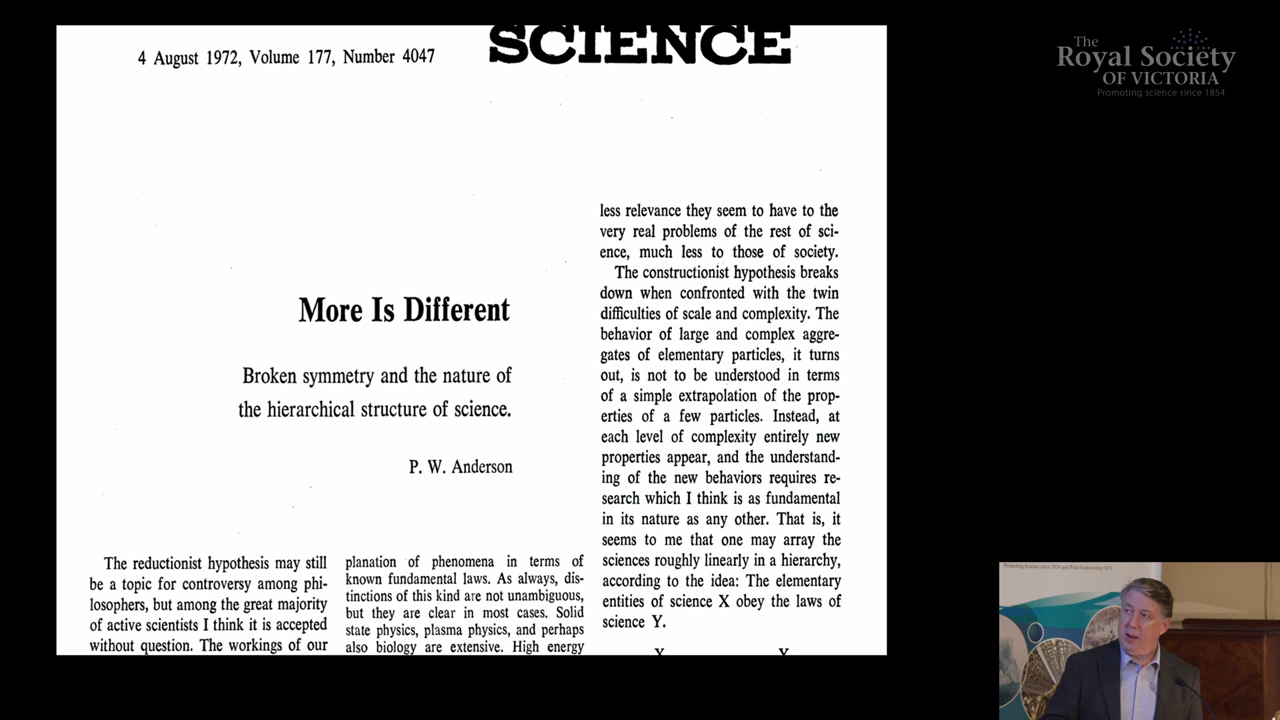 4 August 1972, Volume 177, Number 4047
SCIENCE
More Is Different
Broken symmetry and the nature of
the hierarchical structure of science.
P. W. Anderson
The reductionist hypothesis may still
be a topic for controversy among phi-
losophers, but among the great majority
of active scientists I think it is accepted
without question. The workings of our
planation of phenomena in terms of
known fundamental laws. As always, dis-
tinctions of this kind are not unambiguous,
but they are clear in most cases. Solid
state physics, plasma physics, and perhaps
also biology are extensive. High energy
less relevance they seem to have to the
very real problems of the rest of sci-
ence, much less to those of society.
The constructionist hypothesis breaks
down when confronted with the twin
difficulties of scale and complexity. The
behavior of large and complex aggre-
gates of elementary particles, it turns
out, is not to be understood in terms
of a simple extrapolation of the prop-
erties of a few particles. Instead, at
each level of complexity entirely new
properties appear, and the understand-
ing of the new behaviors requires re-
search which I think is as fundamental
in its nature as any other. That is, it
seems to me that one may array the
sciences roughly linearly in a hierarchy,
according to the idea: The elementary
entities of science X obey the laws of
science Y.
X Y
The
Royal Society
OF VICTORIA
Promoting science since 1854